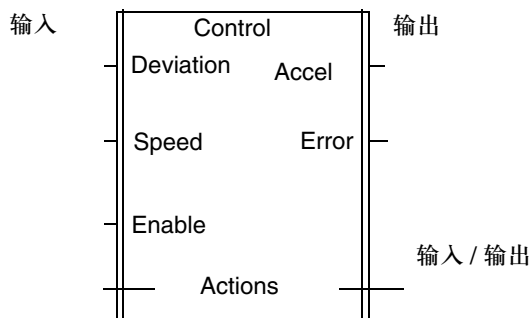 输入 Control 输出
Deviation Accel
Speed Error
Enable
输入 / 输出
Actions